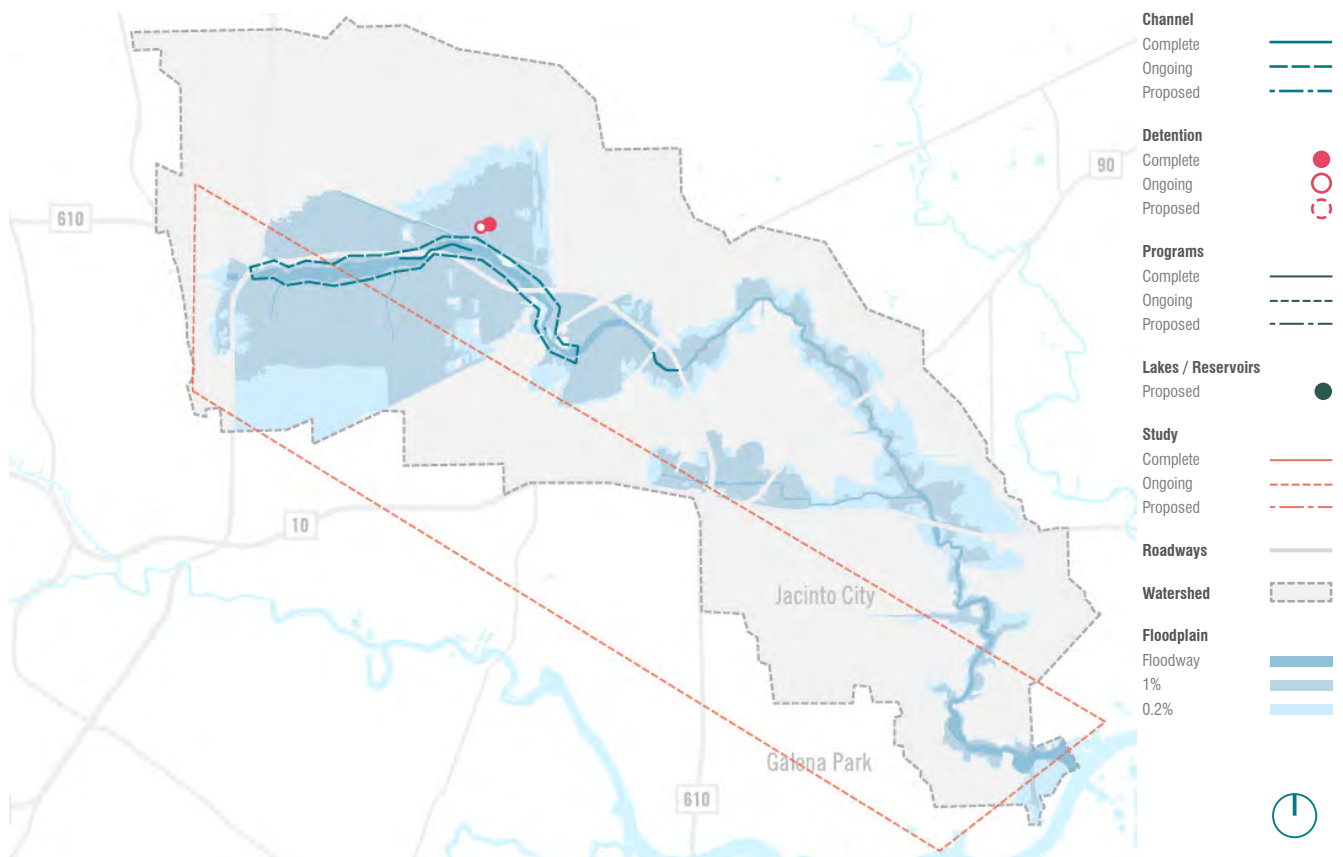 610
90
10
Jacinto City
Galena Park
610
Channel
Complete
Ongoing
Proposed
Detention
Complete
Ongoing
Proposed
Programs
Complete
Ongoing
Proposed
Lakes / Reservoirs
Proposed
Study
Complete
Ongoing
Proposed
Roadways
Watershed
Floodplain
Floodway
1%
0.2%